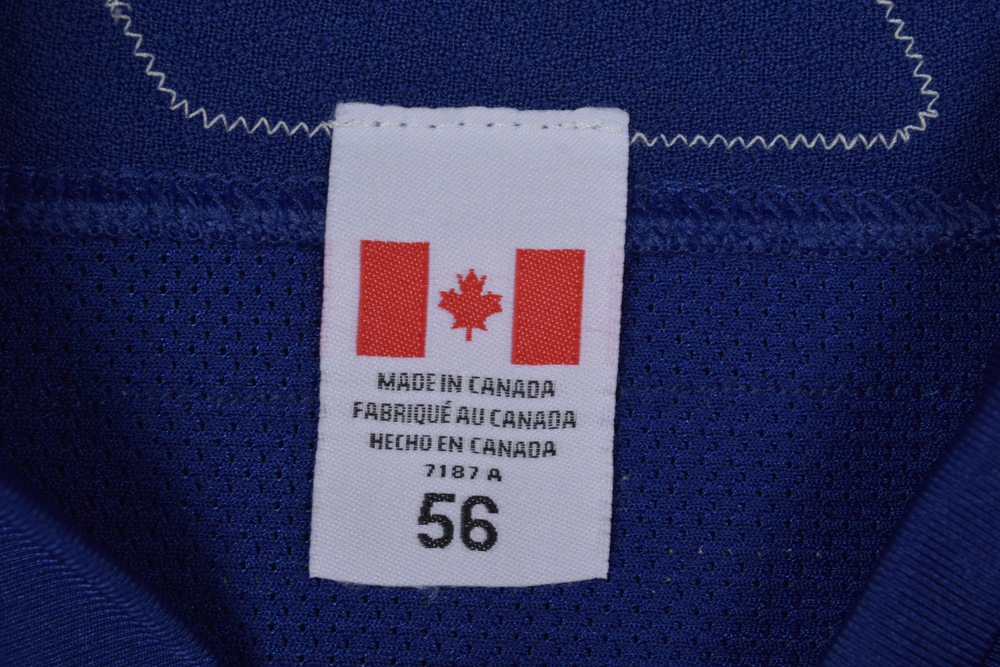 MADE IN CANADA
FABRIQUÉ AU CANADA
HECHO EN CANADA
7187 A
56